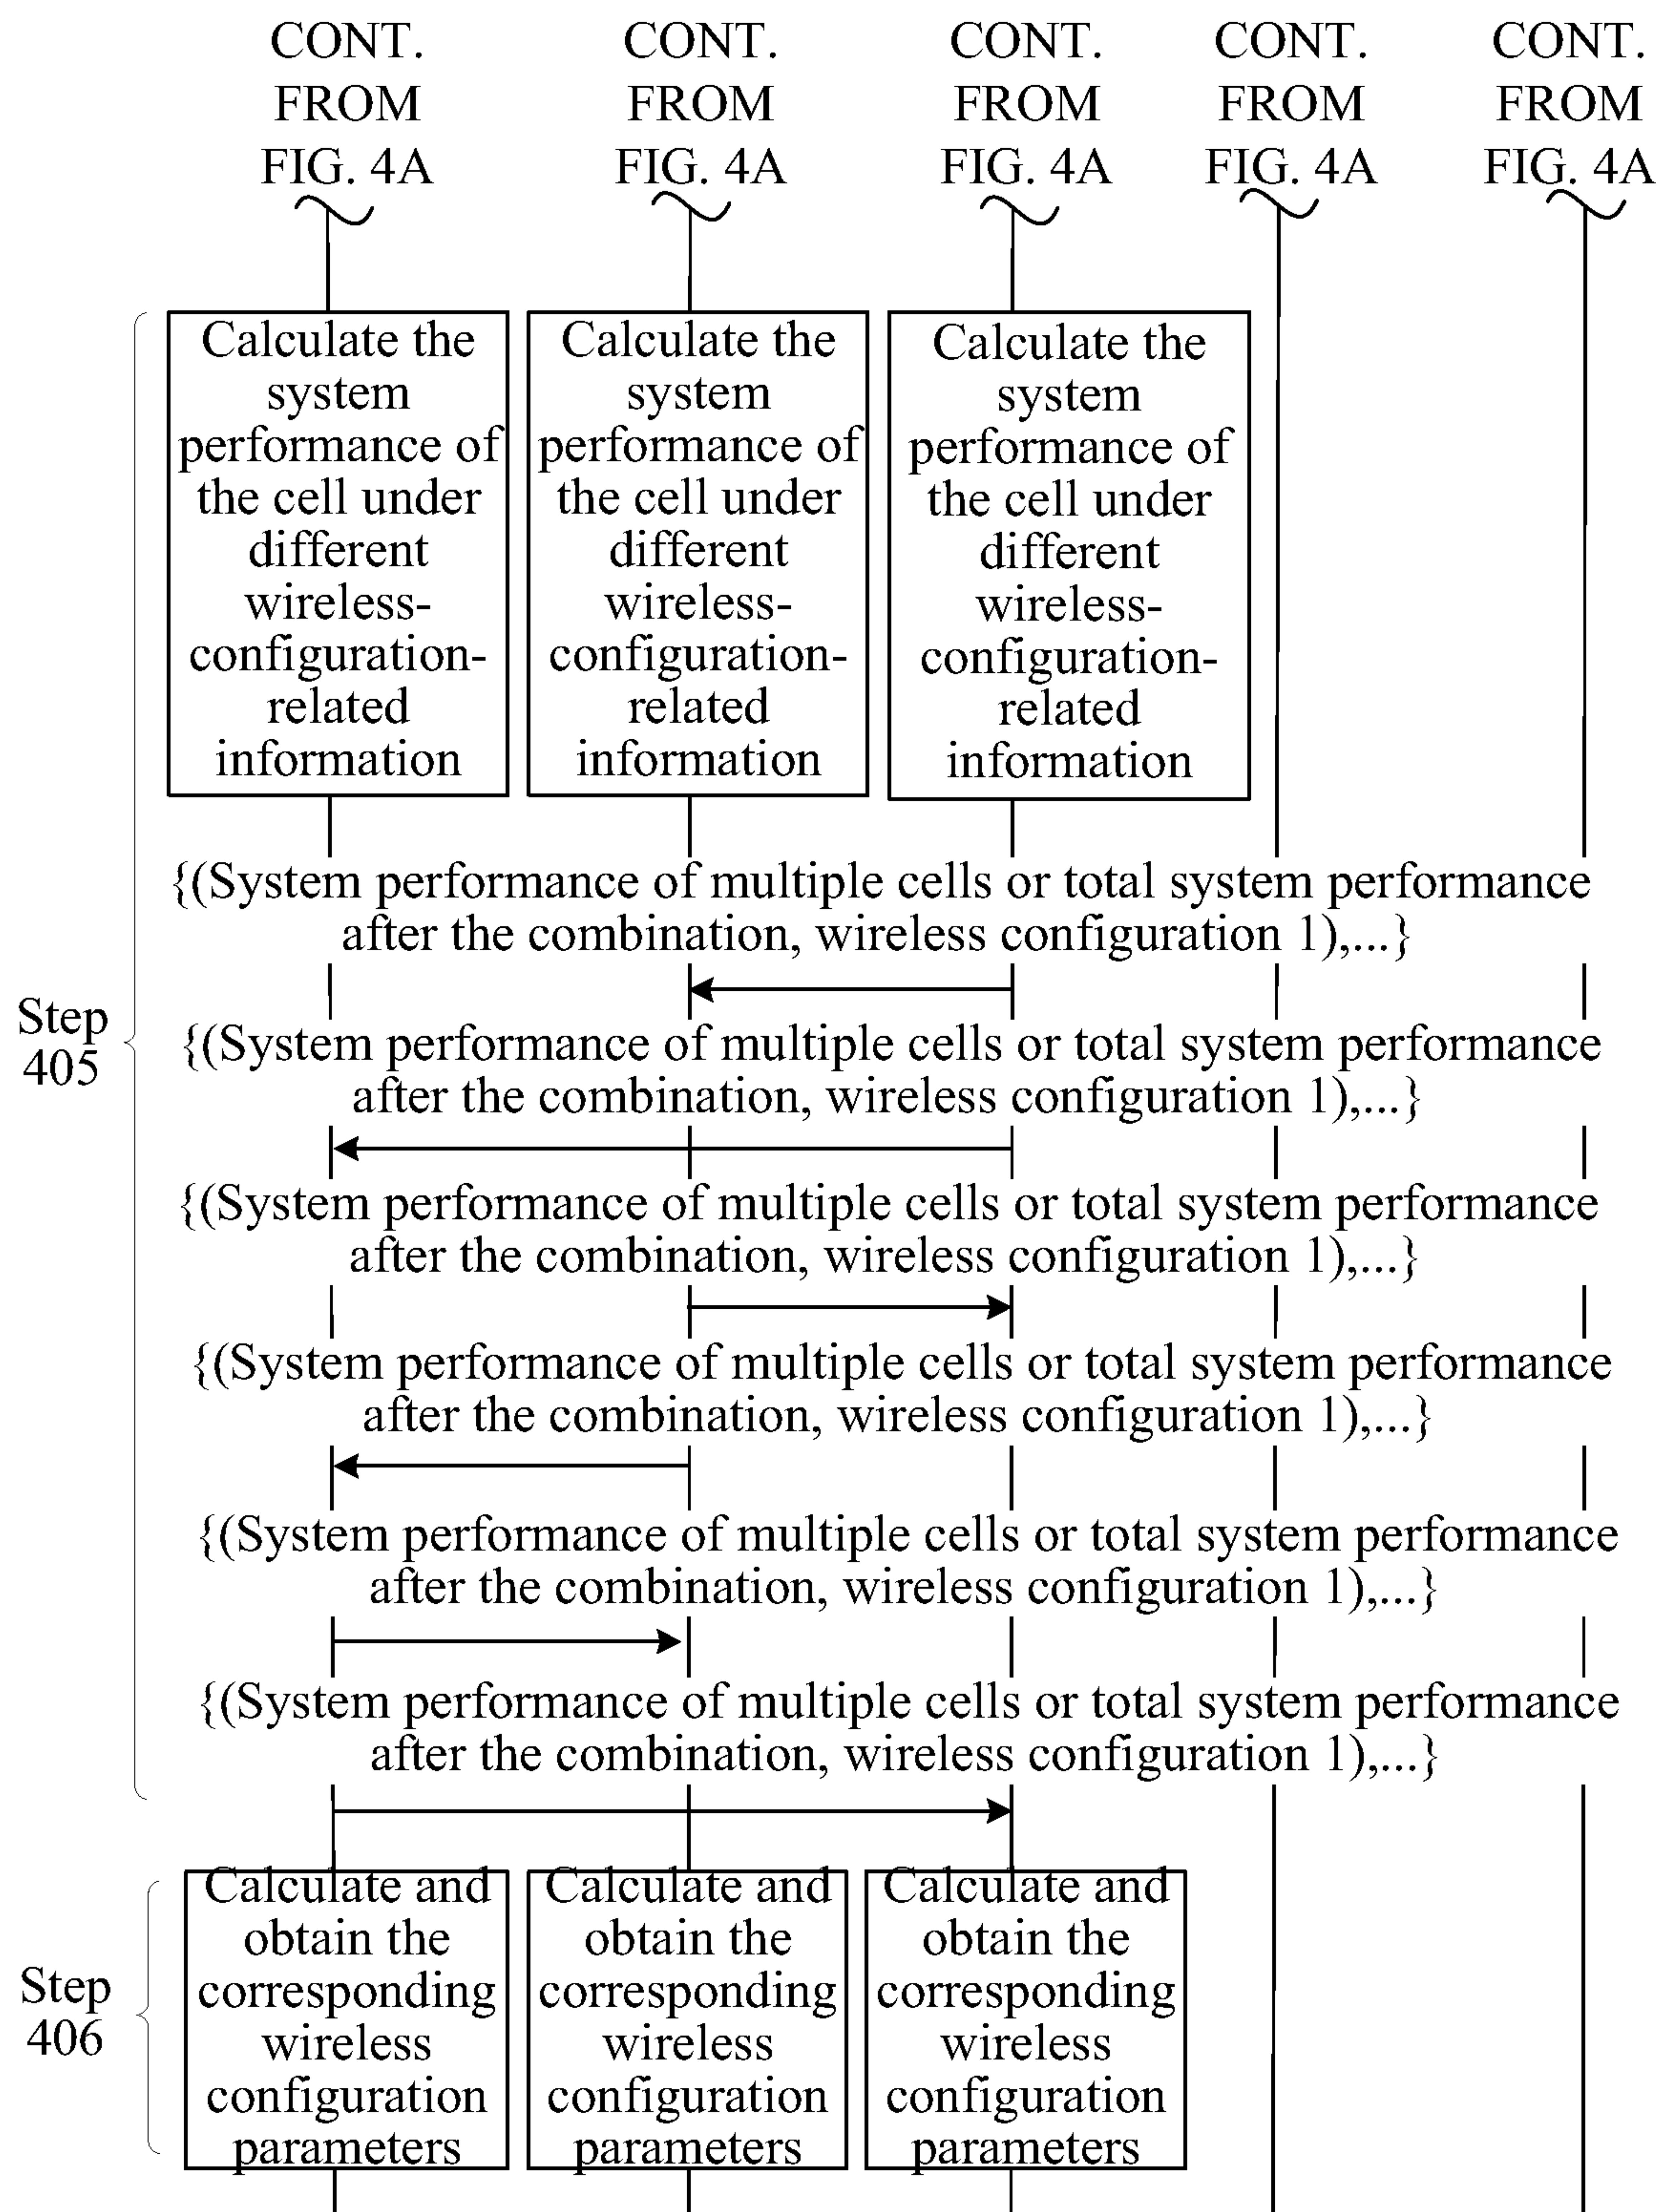 CONT.
FROM
FIG. 4A
CONT.
FROM
FIG. 4A
CONT.
FROM
FIG. 4A
CONT.
FROM
FIG. 4A
CONT.
FROM
FIG. 4A
Step
405
Calculate the
system
performance of
the cell under
different
wireless-
configuration-
related
information
Calculate the
system
performance of
the cell under
different
wireless-
configuration-
related
information
Calculate the
system
performance of
the cell under
different
wireless-
configuration-
related
information
{(System performance of multiple cells or total system performance
after the combination, wireless configuration 1),...}
{(System performance of multiple cells or total system performance
after the combination, wireless configuration 1),...}
{(System performance of multiple cells or total system performance
after the combination, wireless configuration 1),...}
{(System performance of multiple cells or total system performance
after the combination, wireless configuration 1),...}
{(System performance of multiple cells or total system performance
after the combination, wireless configuration 1),...}
{(System performance of multiple cells or total system performance
after the combination, wireless configuration 1),...}
Step
406
Calculate and
obtain the
corresponding
wireless
configuration
parameters
Calculate and
obtain the
corresponding
wireless
configuration
parameters
Calculate and
obtain the
corresponding
wireless
configuration
parameters